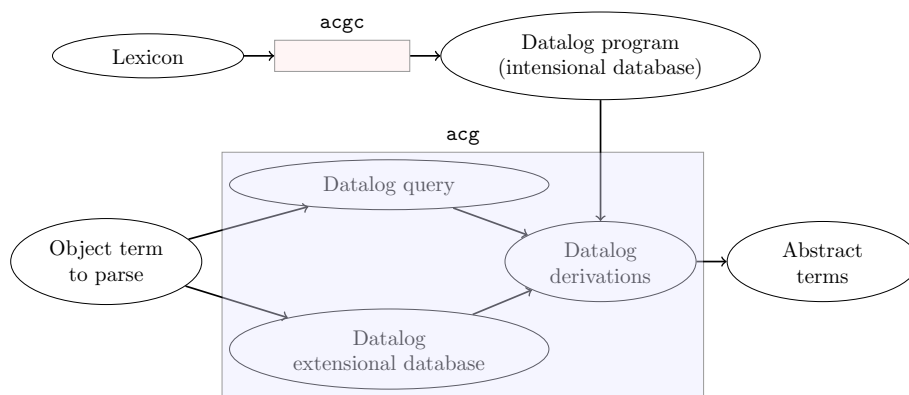 acgc
Lexicon
Datalog program
(intensional database)
acg
Datalog query
Object term
to parse
Datalog
derivations
Abstract
terms
Datalog
extensional database